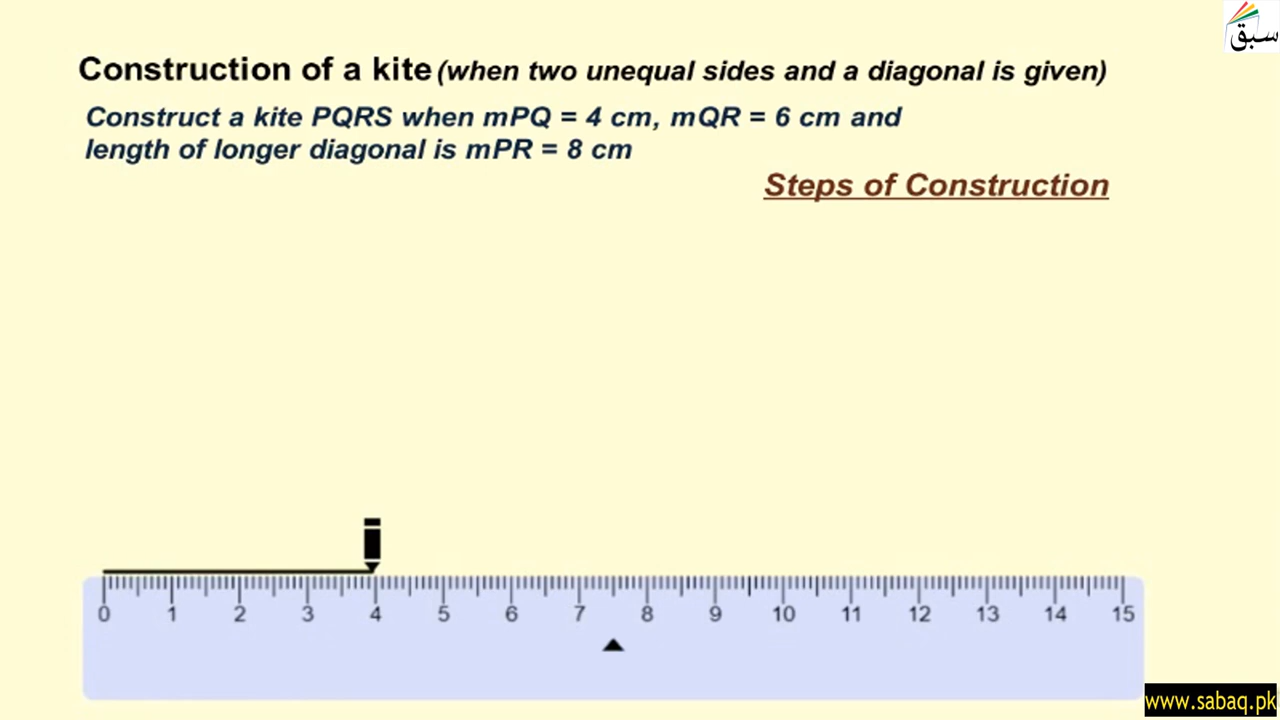 سبق
Construction of a kite (when two unequal sides and a diagonal is given)
Construct a kite PQRS when mPQ = 4 cm, mQR = 6 cm and
length of longer diagonal is mPR = 8 cm
Steps of Construction
0 1 2 3 4 5 6 7 8 9 10 11 12 13 14 15
www.sabaq.pk